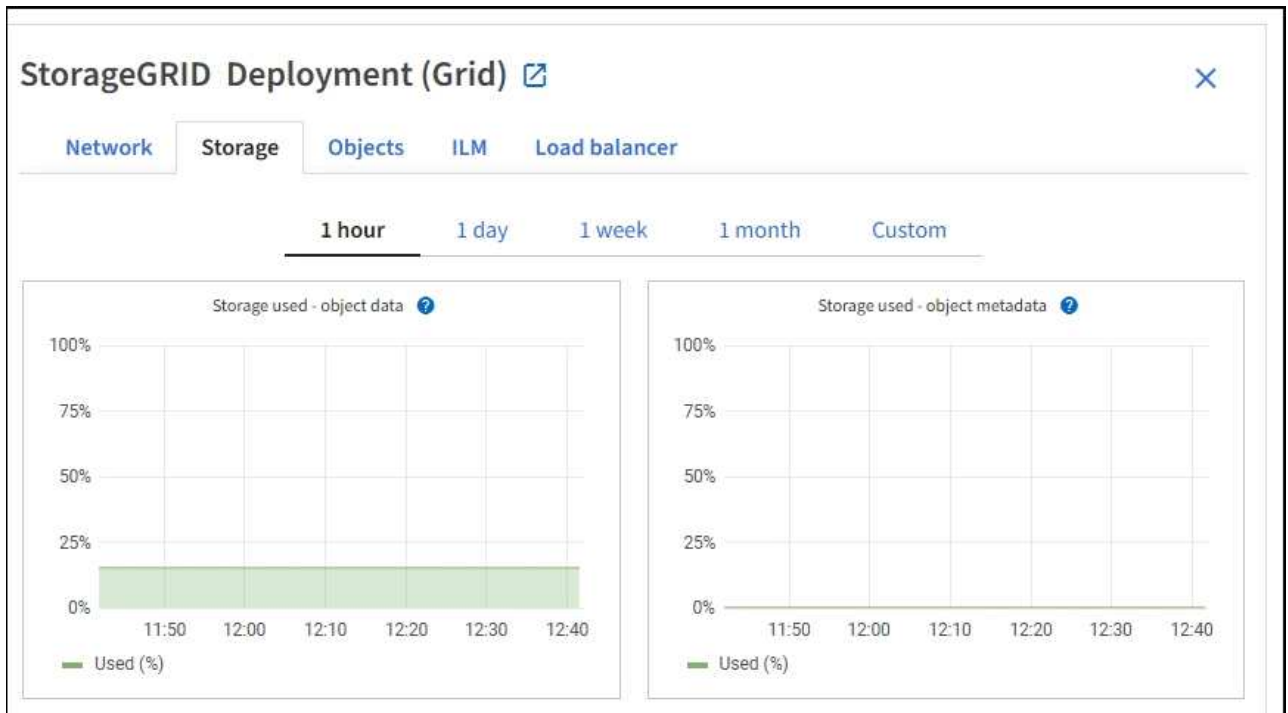 StorageGRID Deployment (Grid)
Network Storage Objects ILM Load balancer
1 hour 1 day 1 week 1 month Custom
Storage used - object data
100%
75%
50%
25%
0%
11:50 12:00 12:10 12:20 12:30 12:40
Used (%)
Storage used - object metadata
100%
75%
50%
25%
0%
11:50 12:00 12:10 12:20 12:30 12:40
Used (%)